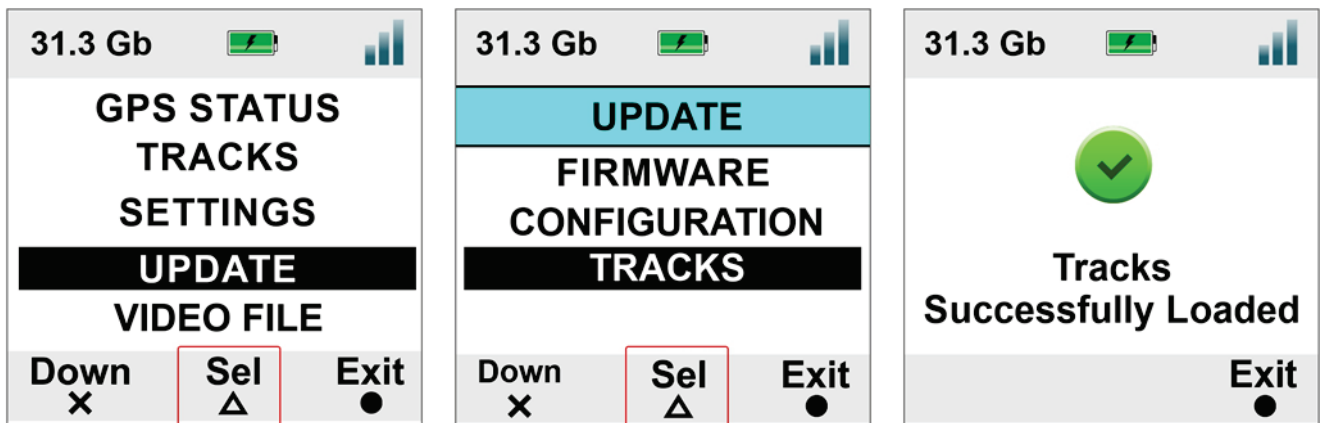 31.3 Gb
GPS STATUS
TRACKS
SETTINGS
UPDATE
VIDEO FILE
Down Sel Exit
31.3 Gb
UPDATE
FIRMWARE
CONFIGURATION
TRACKS
Down Sel Exit
31.3 Gb
Tracks
Successfully Loaded
Exit